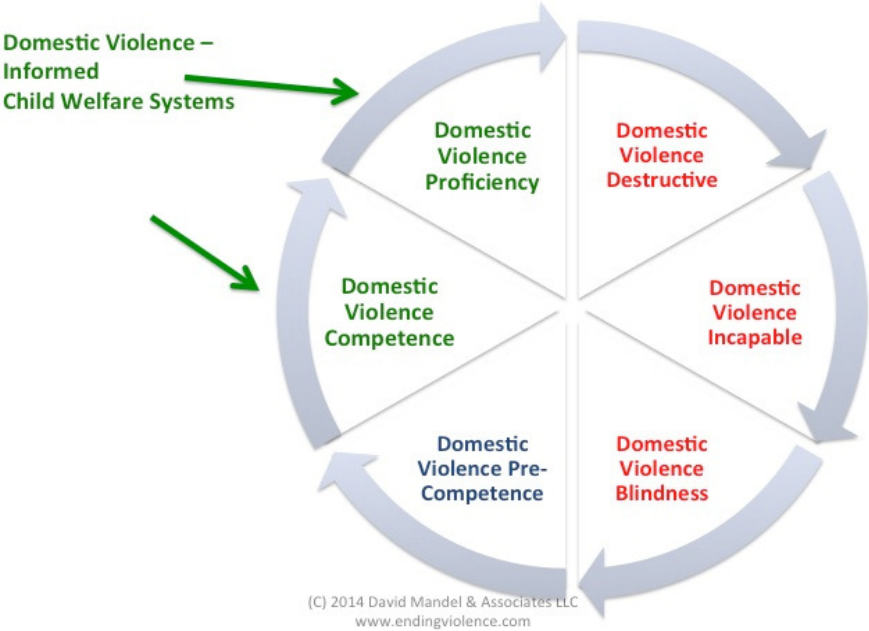 Domestic Violence –
Informed
Child Welfare Systems
Domestic
Violence
Proficiency
Domestic
Violence
Destructive
Domestic
Violence
Incapable
Domestic
Violence
Blindness
Domestic
Violence Pre-
Competence
Domestic
Violence
Competence
(C) 2014 David Mandel & Associates LLC
www.endingviolence.com